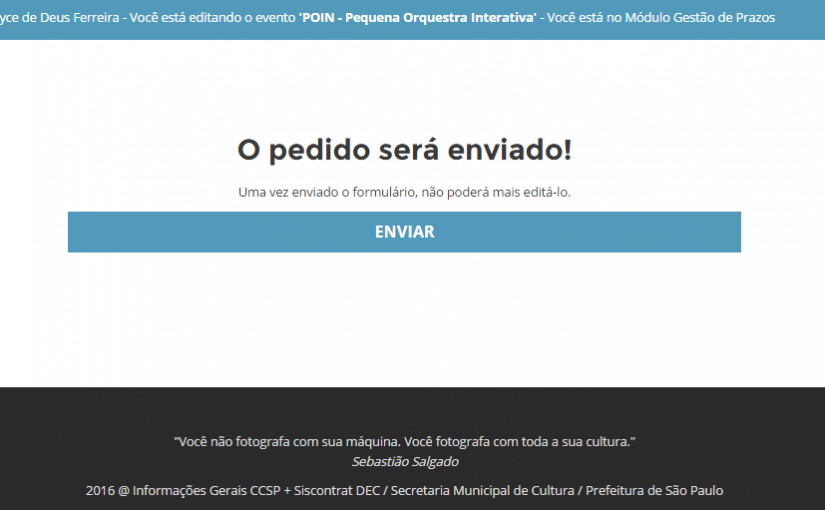 de Deus Ferreira - Você está editando o evento 'POIN - Pequena Orquestra Interativa' - Você está no Módulo Gestão de Prazos
O pedido será enviado!
Uma vez enviado o formulário, não poderá mais editá-lo.
ENVIAR
"Você não fotografa com sua máquina. Você fotografa com toda a sua cultura."
Sebastião Salgado
2016 @ Informações Gerais CCSP + Siscontrat DEC / Secretaria Municipal de Cultura / Prefeitura de São Paulo